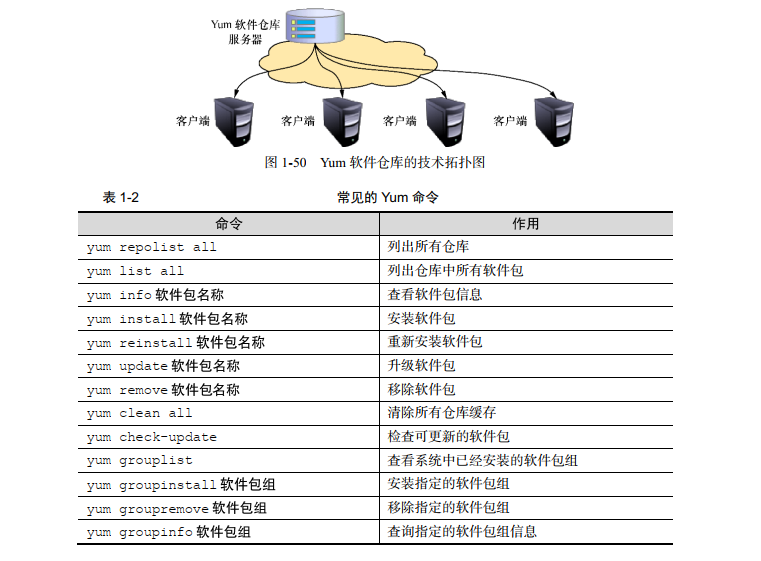 Yum 软件仓库
服务器
客户端 客户端 客户端 客户端
图 1-50 Yum 软件仓库的技术拓扑图
表 1-2 常见的 Yum 命令
命令 作用
yum repolist all 列出所有仓库
yum list all 列出仓库中所有软件包
yum info 软件包名称 查看软件包信息
yum install 软件包名称 安装软件包
yum reinstall 软件包名称 重新安装软件包
yum update 软件包名称 升级软件包
yum remove 软件包名称 移除软件包
yum clean all 清除所有仓库缓存
yum check-update 检查可更新的软件包
yum grouplist 查看系统中已经安装的软件包组
yum groupinstall 软件包组 安装指定的软件包组
yum groupremove 软件包组 移除指定的软件包组
yum groupinfo 软件包组 查询指定的软件包组信息